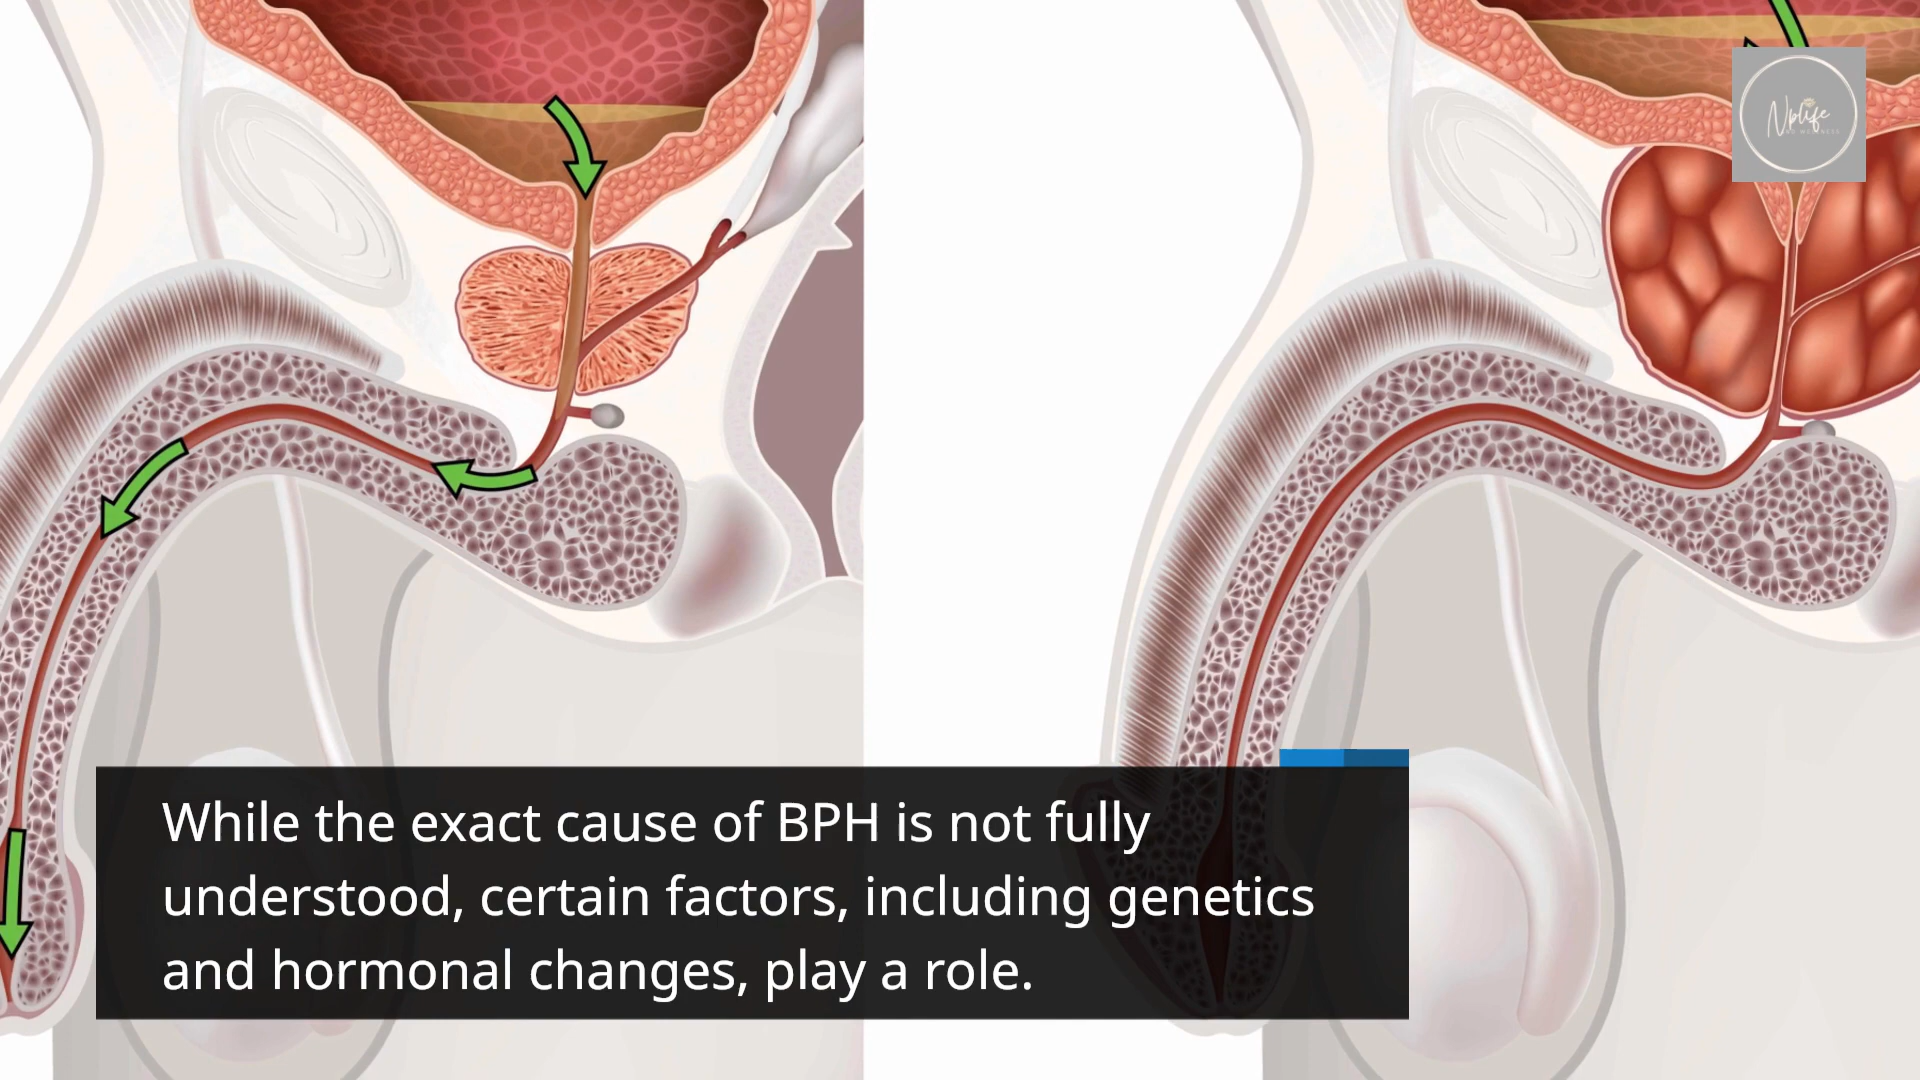 Nplife
While the exact cause of BPH is not fully
understood, certain factors, including genetics
and hormonal changes, play a role.